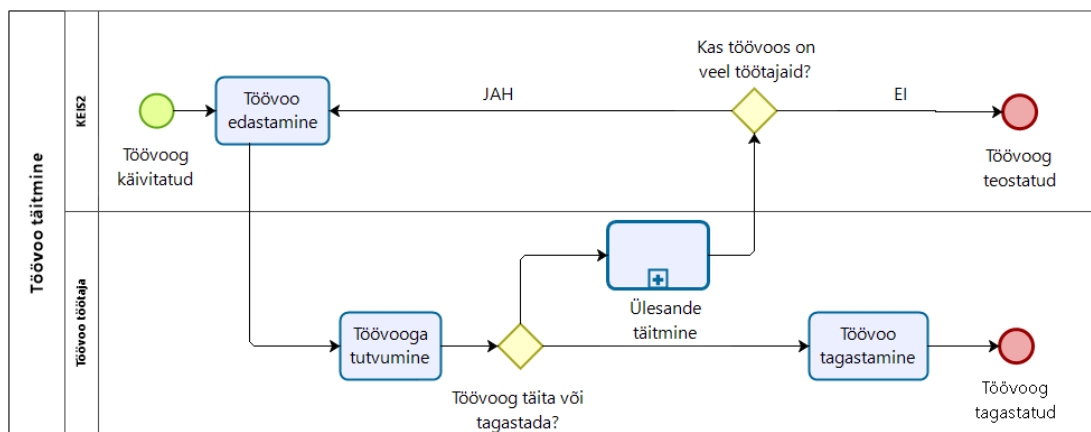 Töövoo täitmine
KEIS2
Töövoog
käivitatud
Töövoo
edastamine
JAH
Kas töövoos on
veel töötajaid?
EI
Töövoog
teostatud
Töövoo töötaja
Töövooga
tutvumine
Töövoog täita või
tagastada?
Ülesande
täitmine
Töövoo
tagastamine
Töövoog
tagastatud